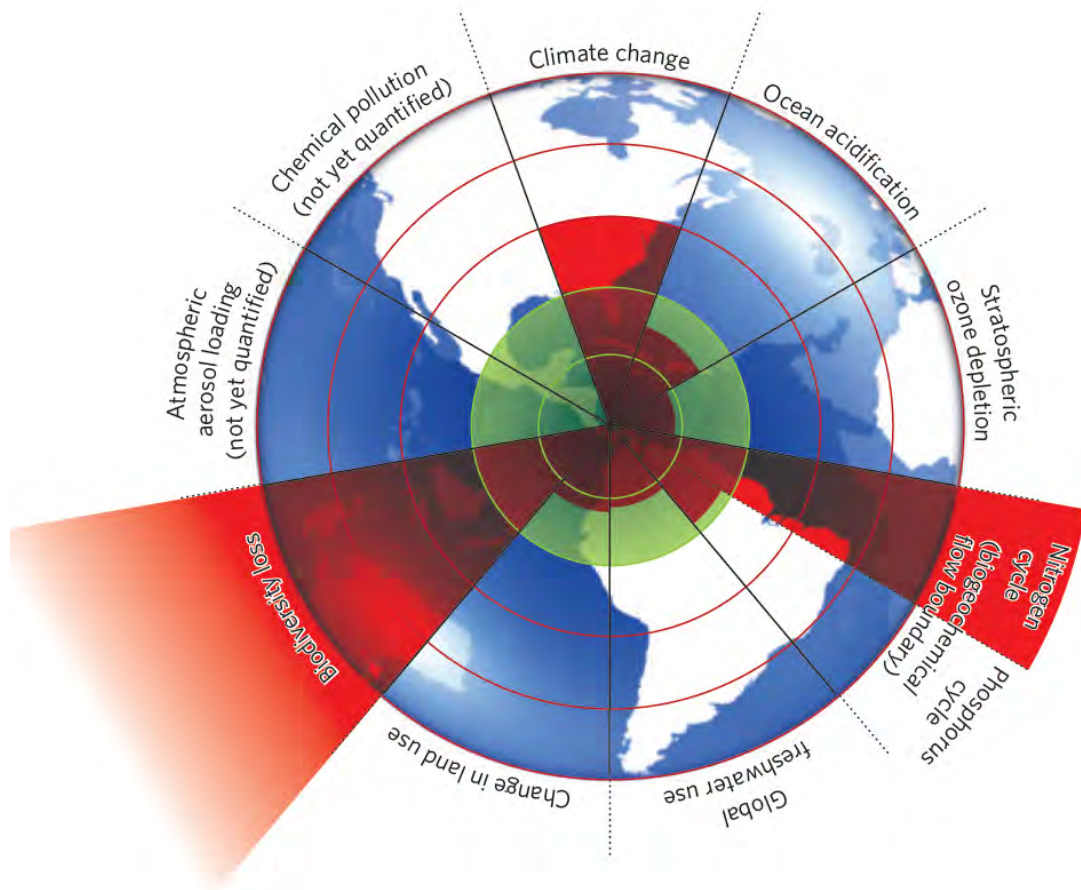 Climate change
Ocean acidification
Stratospheric
ozone depletion
Nitrogen
cycle
(biogeochemical
flow boundary)
Phosphorus
cycle
Global
freshwater use
Change in land use
Biodiversity loss
Atmospheric
aerosol loading
(not yet quantified)
Chemical pollution
(not yet quantified)